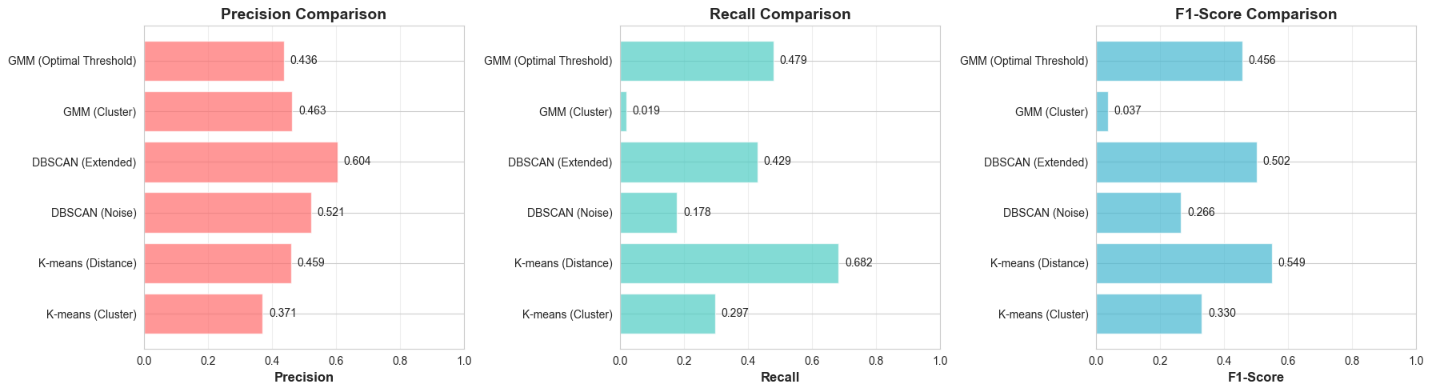 Precision Comparison
GMM (Optimal Threshold)
0.436
GMM (Cluster)
0.463
DBSCAN (Extended)
0.604
DBSCAN (Noise)
0.521
K-means (Distance)
0.459
K-means (Cluster)
0.371
0.0 0.2 0.4 0.6 0.8 1.0
Precision
Recall Comparison
GMM (Optimal Threshold)
0.479
GMM (Cluster)
0.019
DBSCAN (Extended)
0.429
DBSCAN (Noise)
0.178
K-means (Distance)
0.682
K-means (Cluster)
0.297
0.0 0.2 0.4 0.6 0.8 1.0
Recall
F1-Score Comparison
GMM (Optimal Threshold)
0.456
GMM (Cluster)
0.037
DBSCAN (Extended)
0.502
DBSCAN (Noise)
0.266
K-means (Distance)
0.549
K-means (Cluster)
0.330
0.0 0.2 0.4 0.6 0.8 1.0
F1-Score